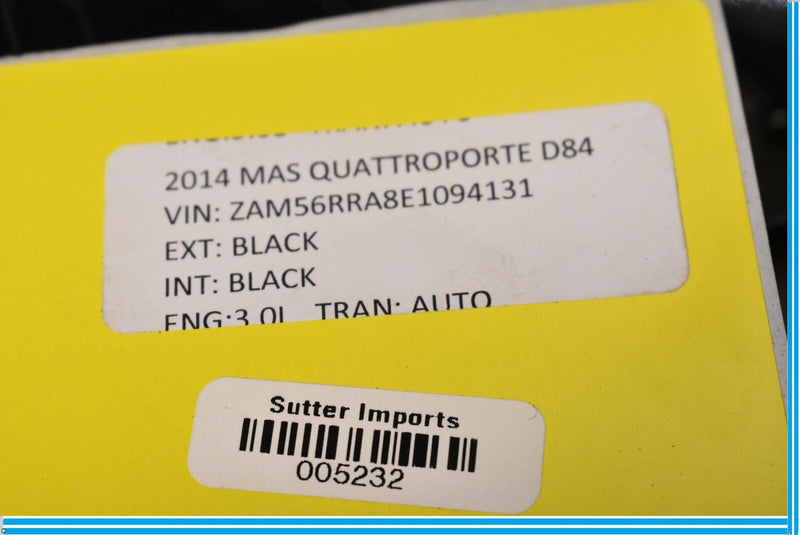 2014 MAS QUATTROPORTE D84
VIN: ZAM56RRA8E1094131
EXT: BLACK
INT: BLACK
ENG:3.0L TRAN: AUTO
Sutter Imports
005232